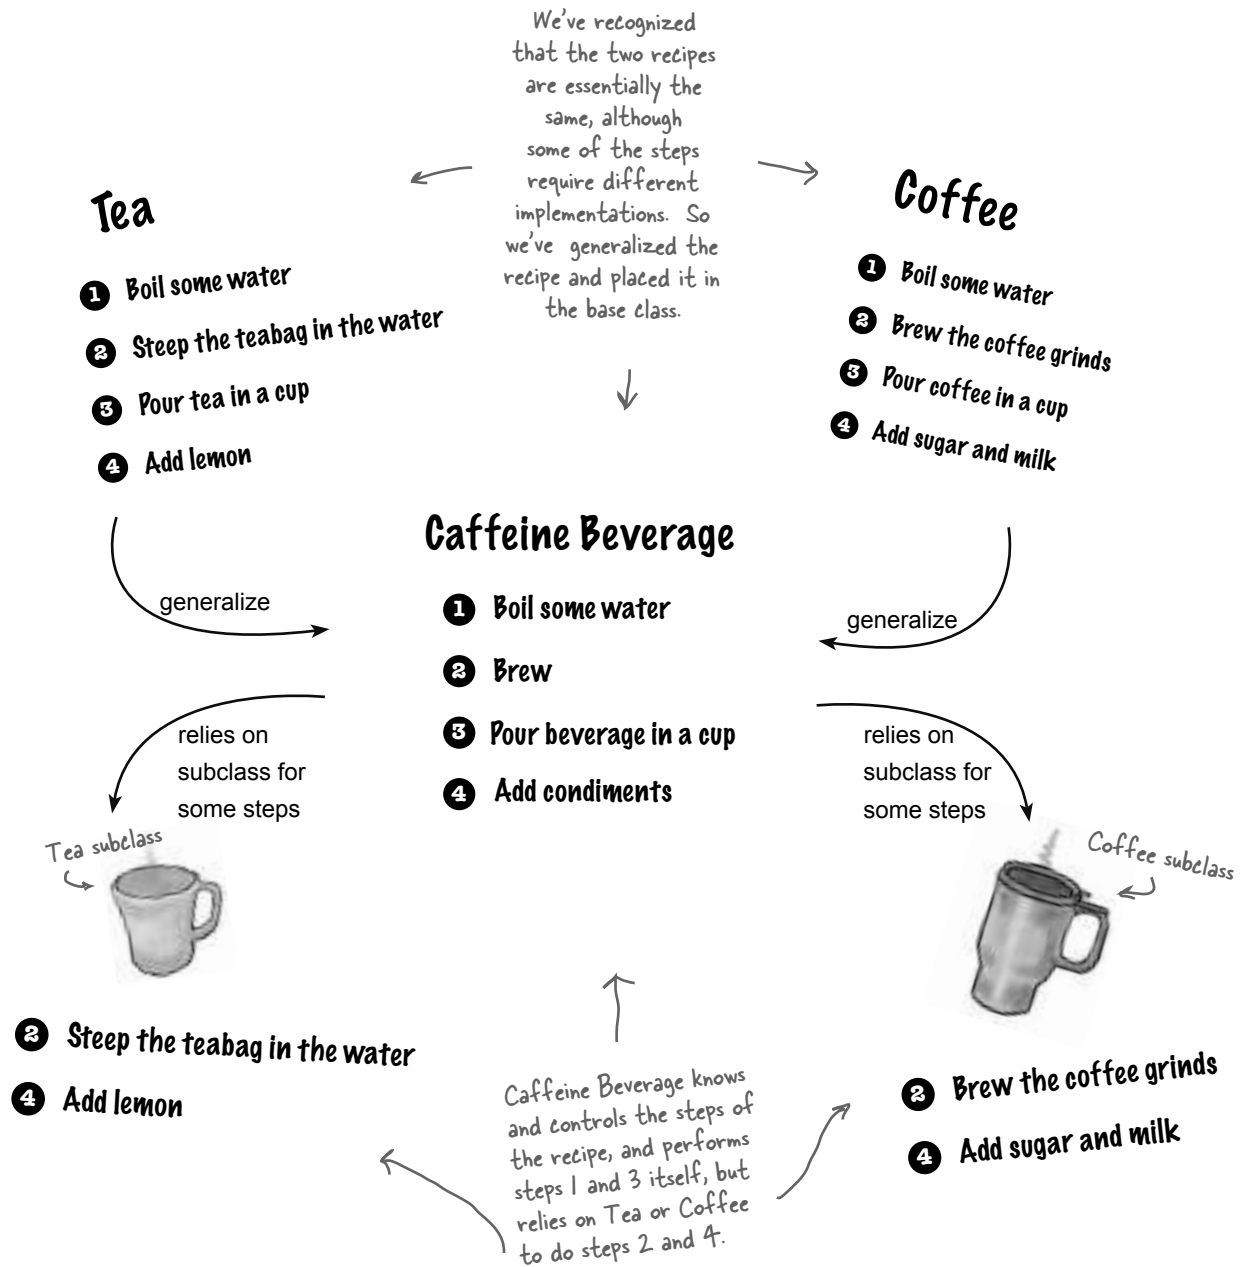 We've recognized
that the two recipes
are essentially the
same, although
some of the steps
require different
implementations. So
we've generalized the
recipe and placed it in
the base class.
Tea
1 Boil some water
2 Steep the teabag in the water
3 Pour tea in a cup
4 Add lemon
Coffee
1 Boil some water
2 Brew the coffee grinds
3 Pour coffee in a cup
4 Add sugar and milk
Caffeine Beverage
1 Boil some water
2 Brew
3 Pour beverage in a cup
4 Add condiments
generalize
generalize
relies on
subclass for
some steps
relies on
subclass for
some steps
Tea subclass
Coffee subclass
2 Steep the teabag in the water
4 Add lemon
Caffeine Beverage knows
and controls the steps of
the recipe, and performs
steps 1 and 3 itself, but
relies on Tea or Coffee
to do steps 2 and 4.
2 Brew the coffee grinds
4 Add sugar and milk